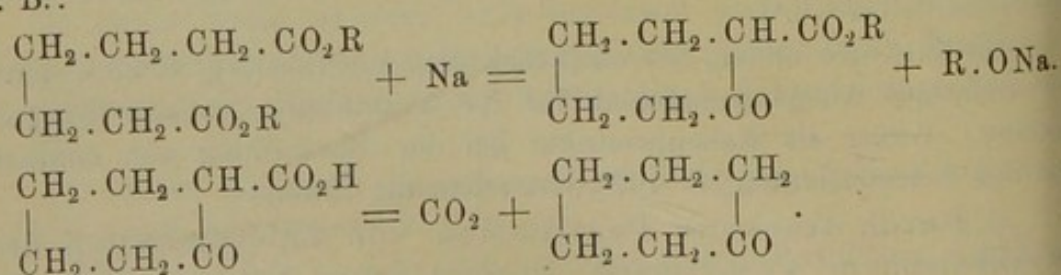 B.:
CH₂.CH₂.CH₂.CO₂R + Na = CH₂.CH₂.CH.CO₂R + R.ONa.
| | |
CH₂.CH₂.CO₂R CH₂.CH₂.CO
CH₂.CH₂.CH.CO₂H = CO₂ + CH₂.CH₂.CH₂
| | | | .
CH₂.CH₂.CO CH₂.CH₂.CO